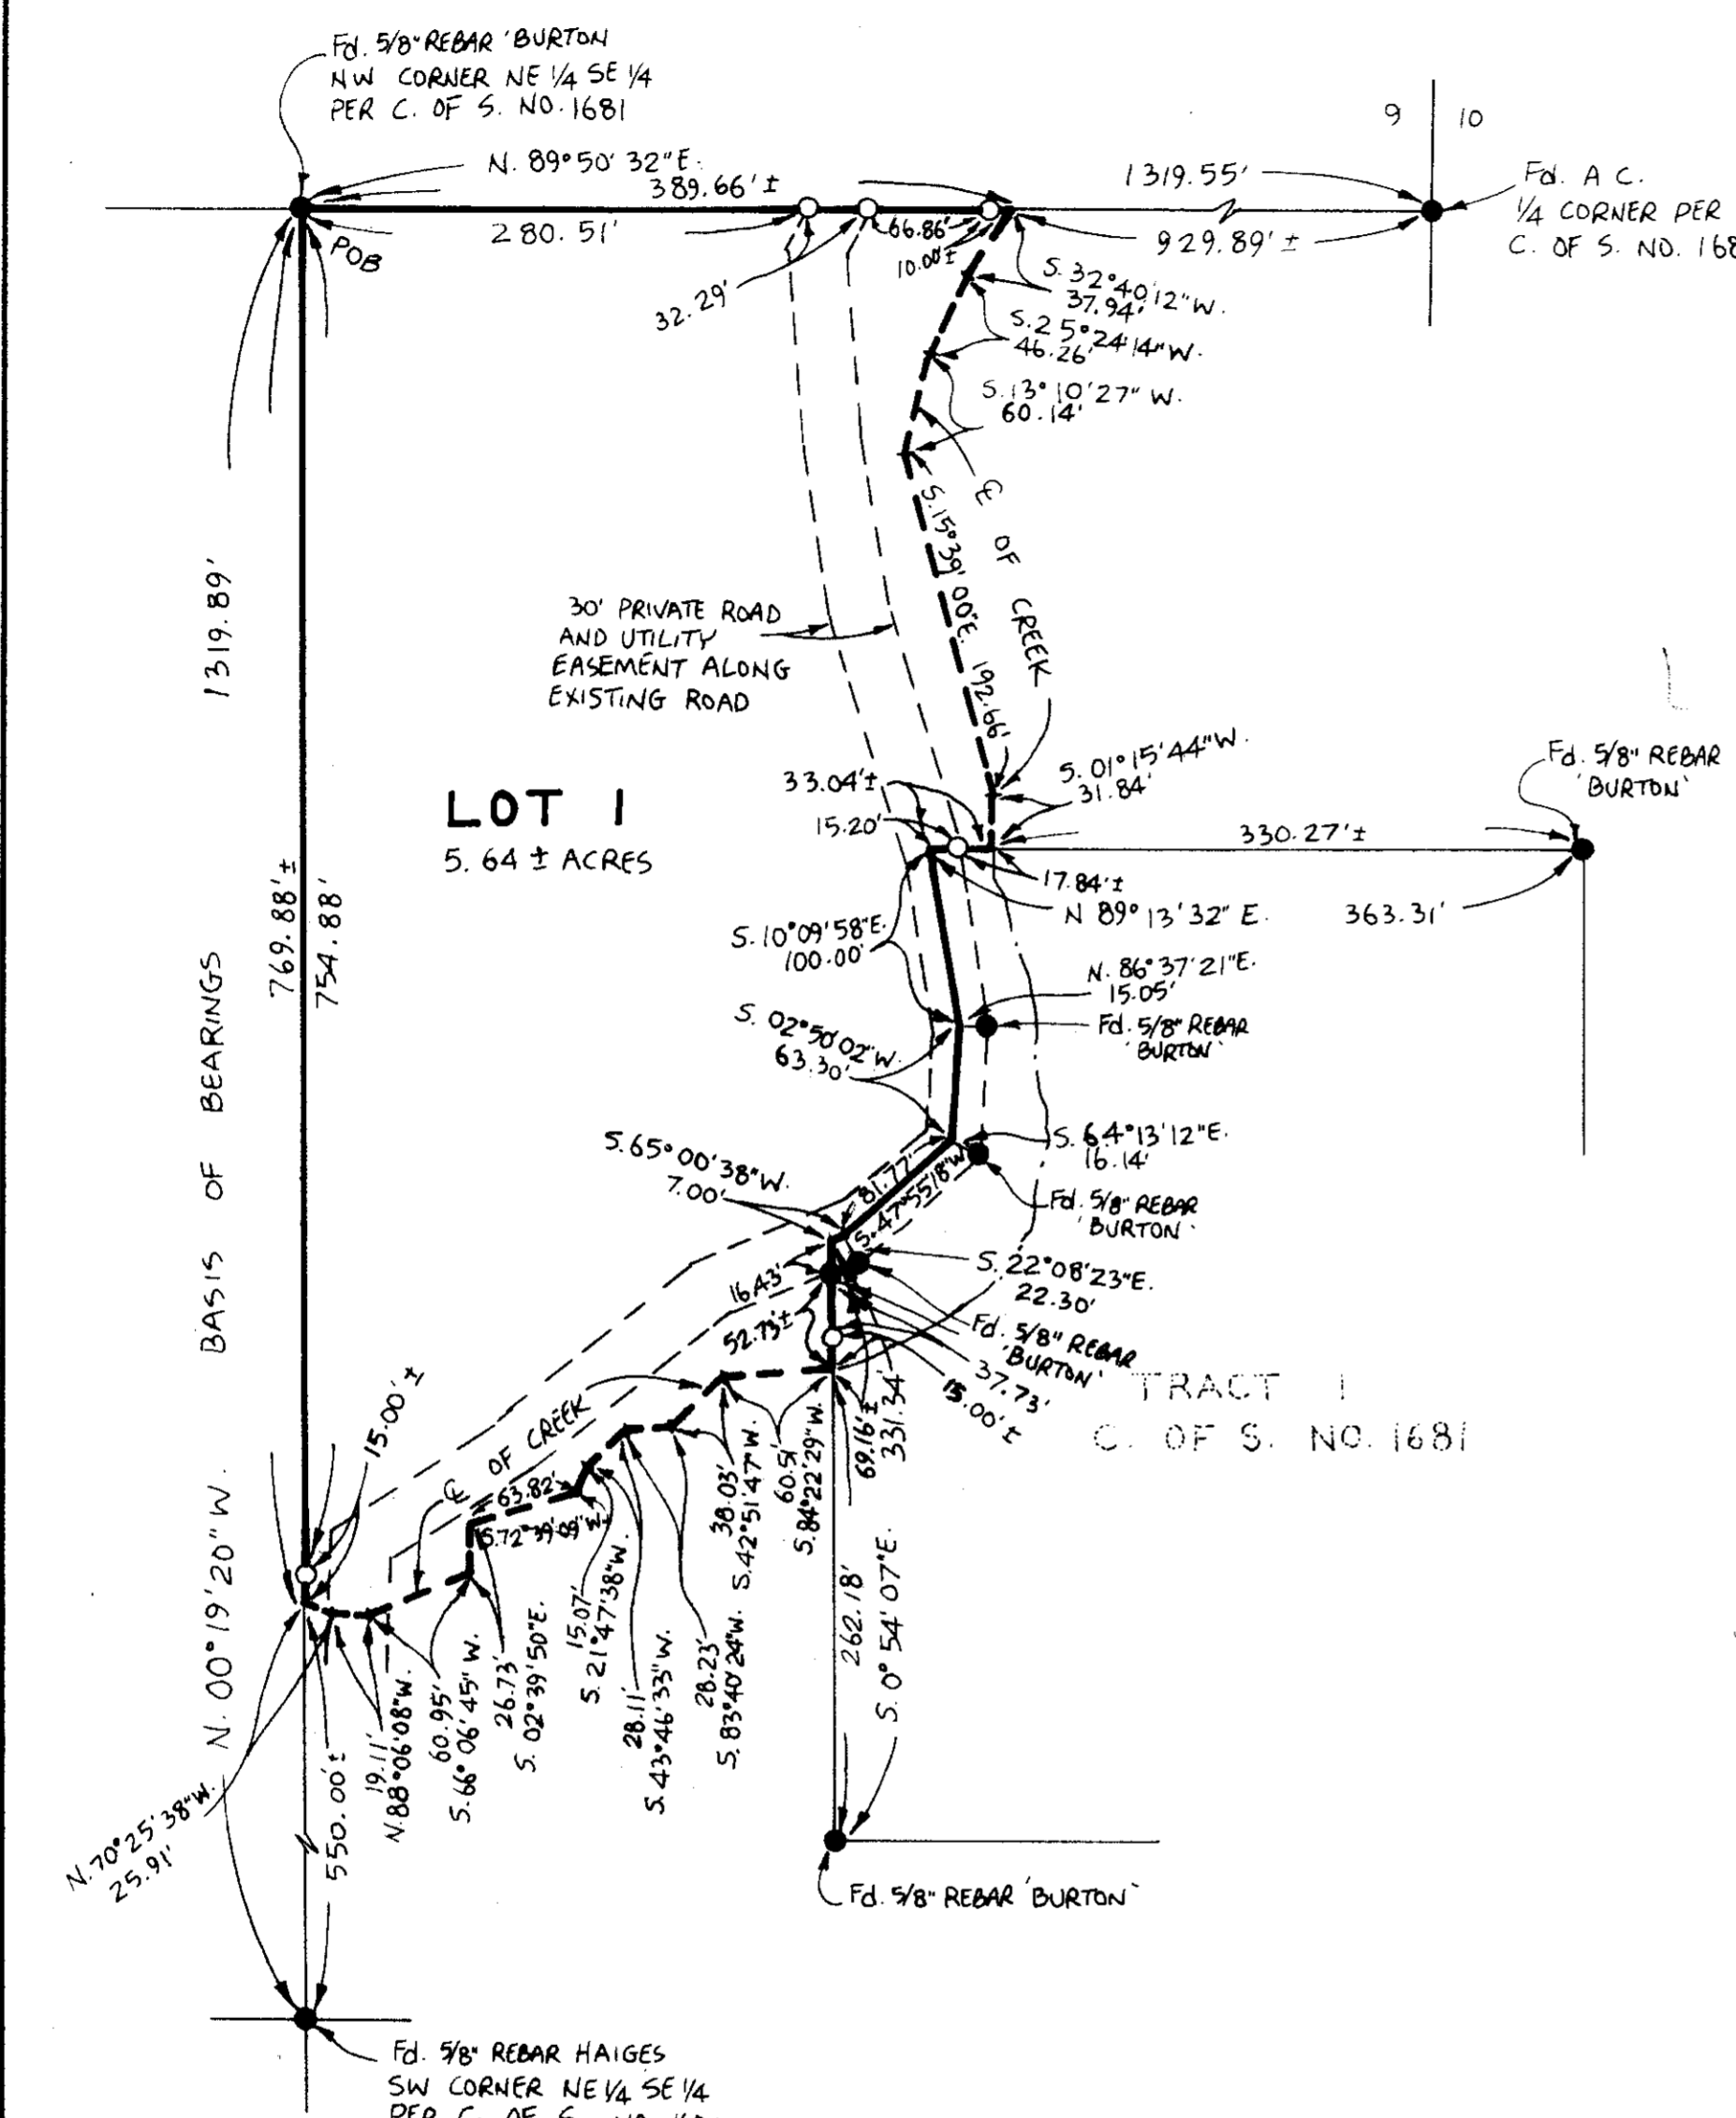 Fd. 5/8" REBAR 'BURTON
NW CORNER NE 1/4 SE 1/4
PER C. OF S. NO. 1681
9 10
N. 89°50'32"E.
389.66'±
280.51'
POB
66.86'
10.00'±
32.29'
1319.55'
929.89'±
Fd. A C.
1/4 CORNER PER
C. OF S. NO. 168
S. 32°40'12"W.
37.94'
S. 25°24'14"W.
46.26'
S. 13°10'27" W.
60.14'
S. 15°39'00"E. 192.66'
℄ OF CREEK
30' PRIVATE ROAD
AND UTILITY
EASEMENT ALONG
EXISTING ROAD
1319.89'
LOT 1
5.64 ± ACRES
769.88'±
754.88'
BASIS OF BEARINGS
N. 00°19'20"W.
33.04'±
15.20'
S. 01°15'44"W.
31.84'
330.27'±
Fd. 5/8" REBAR
'BURTON'
17.84'±
N 89°13'32" E.
363.31'
S. 10°09'58"E.
100.00'
N. 86°37'21"E.
15.05'
Fd. 5/8" REBAR
'BURTON'
S. 02°50'02"W.
63.30'
S. 64°13'12"E.
16.14'
Fd. 5/8" REBAR
'BURTON'
S. 65°00'38"W.
7.00'
81.77'
S. 47°55'18"W
S. 22°08'23"E.
22.30'
Fd. 5/8" REBAR
'BURTON'
16.43'
52.73'±
37.73'
15.00'±
TRACT 1
C. OF S. NO. 1681
15.00'±
℄ OF CREEK
63.82'
S. 72°39'09"W.
69.16'±
331.34'
60.51'
S. 84°22'29"W.
38.03'
S. 42°51'47"W.
28.23'
S. 83°40'24"W.
28.11'
S. 43°46'33"W.
15.07'
S. 21°47'38"W.
26.73'
S. 02°39'50"E.
60.95'
S. 66°06'45"W.
19.11'
N. 88°06'08"W.
N. 70°25'38"W.
25.91'
550.00'±
262.18'
S. 0°54'07"E.
Fd. 5/8" REBAR 'BURTON'
Fd. 5/8" REBAR HAIGES
SW CORNER NE 1/4 SE 1/4
PER C. OF S. NO.